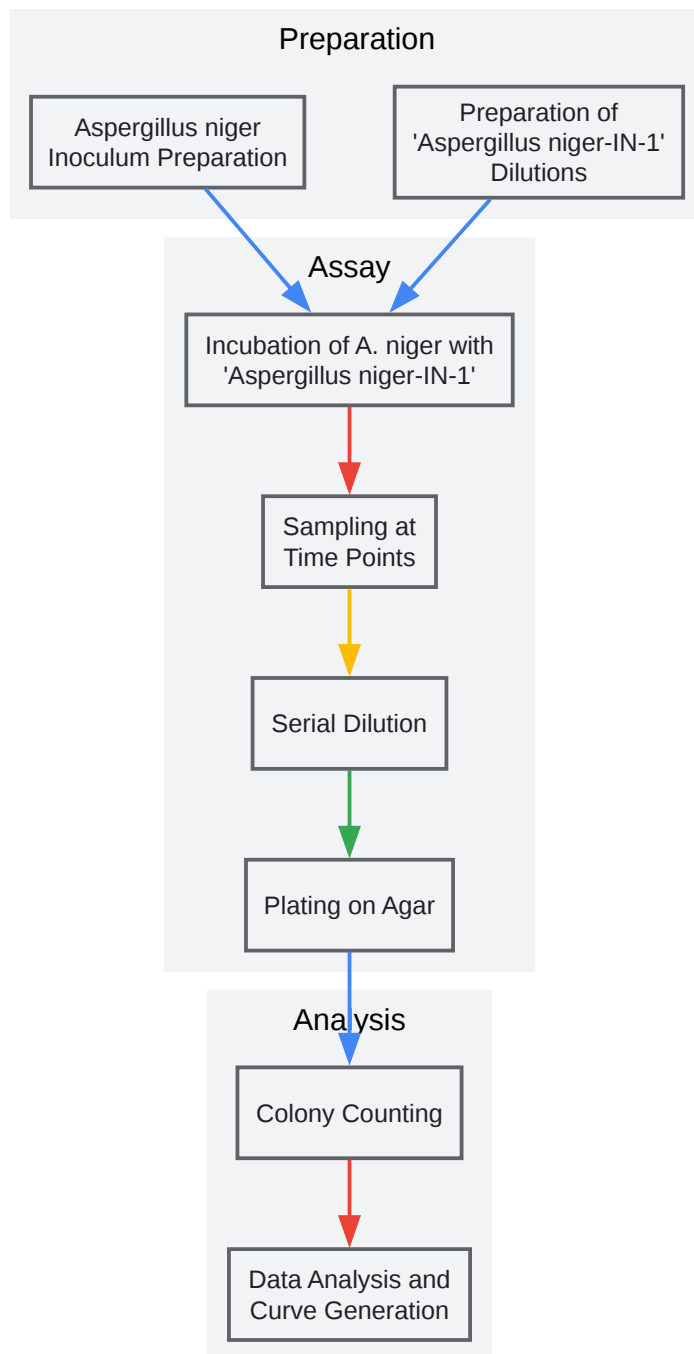 Preparation
Aspergillus niger
Inoculum Preparation
Preparation of
'Aspergillus niger-IN-1'
Dilutions
Assay
Incubation of A. niger with
'Aspergillus niger-IN-1'
Sampling at
Time Points
Serial Dilution
Plating on Agar
Analysis
Colony Counting
Data Analysis and
Curve Generation